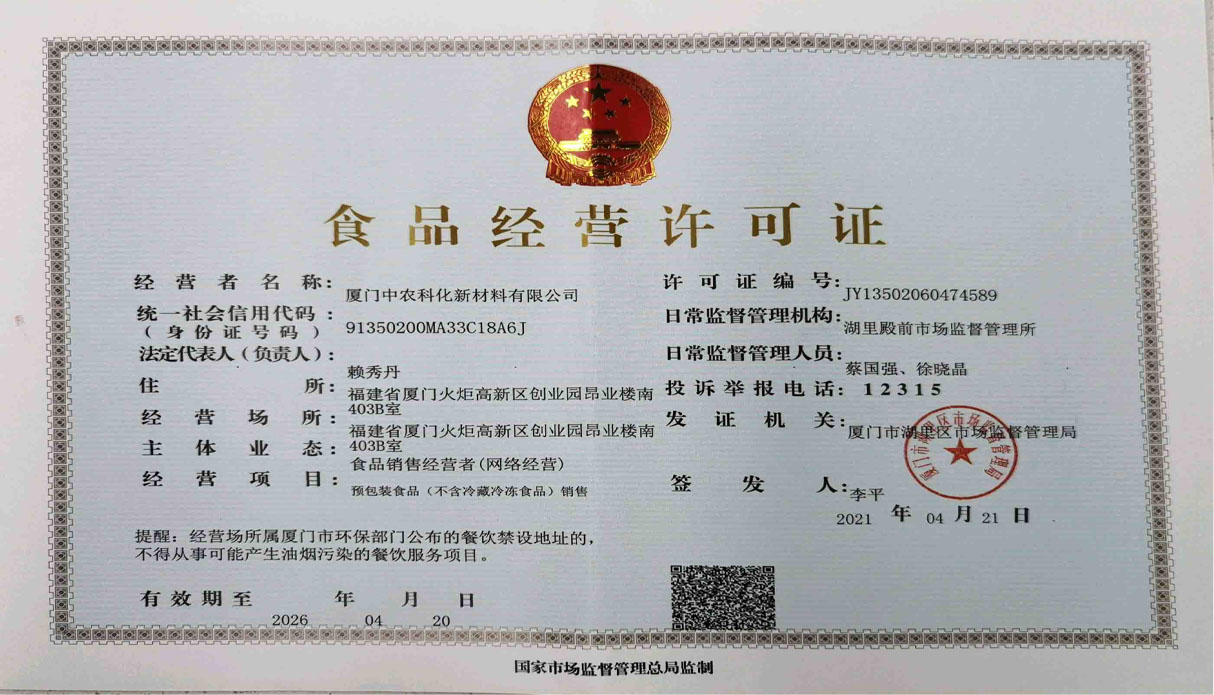 食品经营许可证
经营者名称：厦门中农科化新材料有限公司
统一社会信用代码：
（身份证号码）91350200MA33C18A6J
法定代表人（负责人）：赖秀丹
住所：福建省厦门火炬高新区创业园昂业楼南
403B室
经营场所：福建省厦门火炬高新区创业园昂业楼南
403B室
主体业态：食品销售经营者(网络经营)
经营项目：预包装食品（不含冷藏冷冻食品）销售
许可证编号：JY13502060474589
日常监督管理机构：湖里殿前市场监督管理所
日常监督管理人员：蔡国强、徐晓晶
投诉举报电话：12315
发证机关：厦门市湖里区市场监督管理局
厦门市湖里区市场监督管理局
签发人：李平
2021 年 04 月 21 日
提醒：经营场所属厦门市环保部门公布的餐饮禁设地址的，
不得从事可能产生油烟污染的餐饮服务项目。
有效期至 2026 年 04 月 20 日
国家市场监督管理总局监制